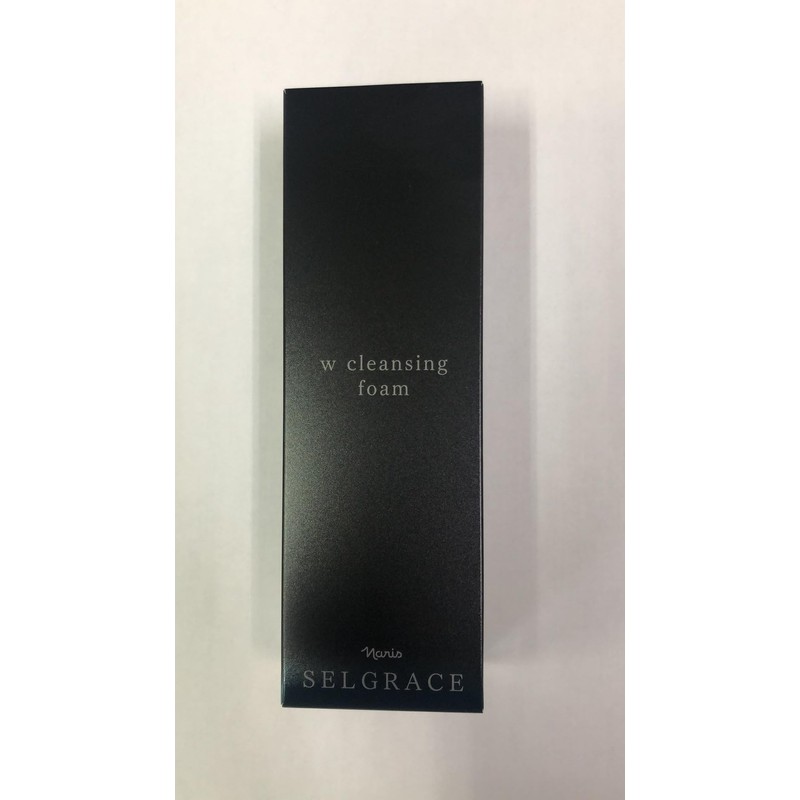 w cleansing
foam
Naris
SELGRACE